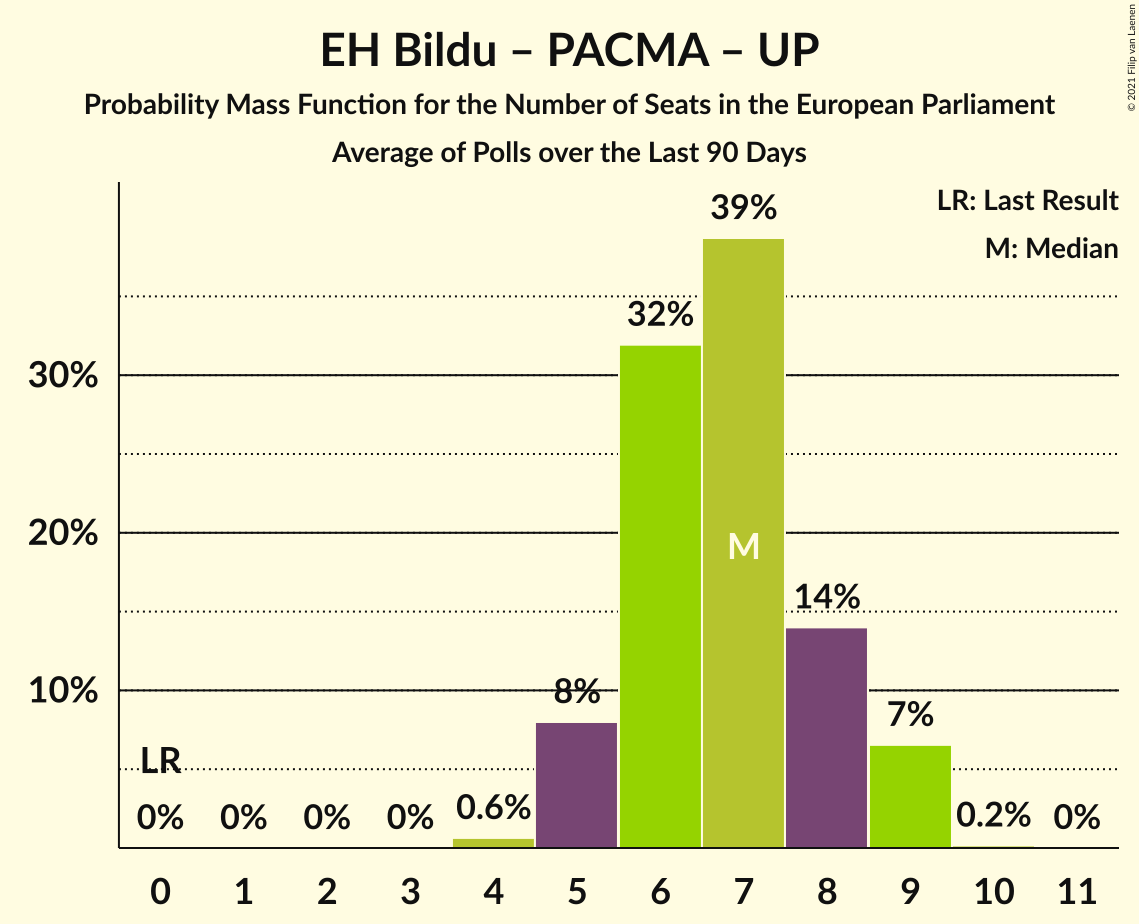 EH Bildu – PACMA – UP
Probability Mass Function for the Number of Seats in the European Parliament
Average of Polls over the Last 90 Days
© 2021 Filip van Laenen
LR: Last Result
M: Median
39%
32%
30%
20%
M
14%
10%
8%
7%
LR
0% 0% 0% 0% 0.6% 0.2% 0%
0 1 2 3 4 5 6 7 8 9 10 11